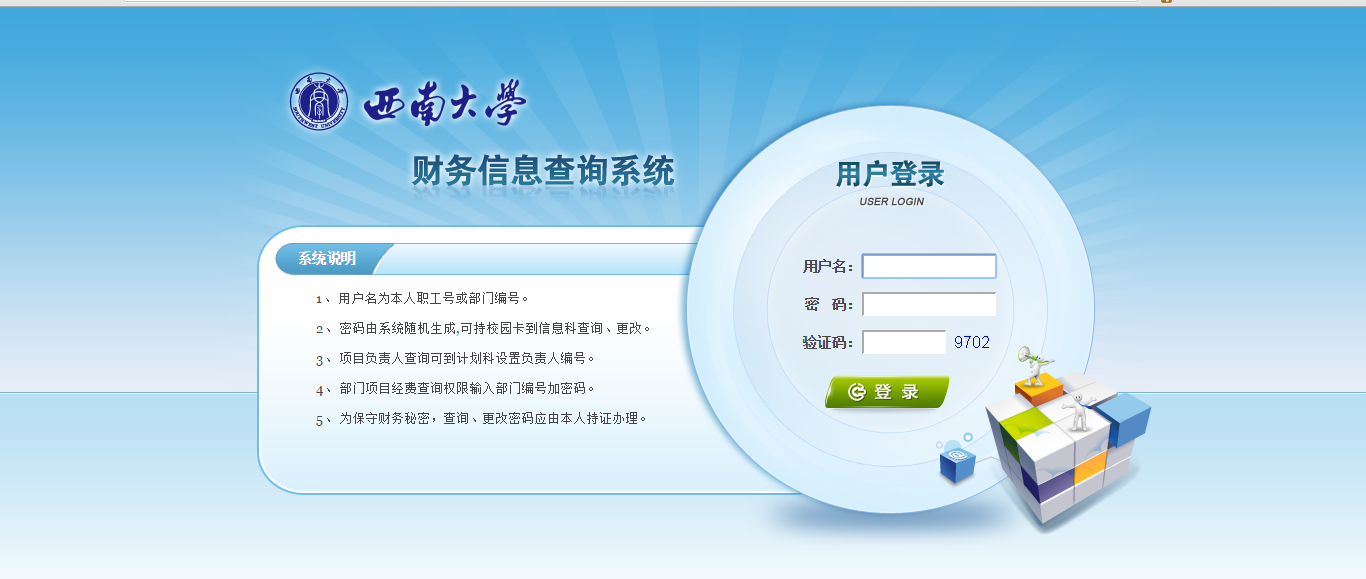 西南大學
SOUTHWEST UNIVERSITY
财务信息查询系统
系统说明
1、用户名为本人职工号或部门编号。
2、密码由系统随机生成,可持校园卡到信息科查询、更改。
3、项目负责人查询可到计划科设置负责人编号。
4、部门项目经费查询权限输入部门编号加密码。
5、为保守财务秘密，查询、更改密码应由本人持证办理。
用户登录
USER LOGIN
用户名：
密 码：
验证码： 9702
登 录
@